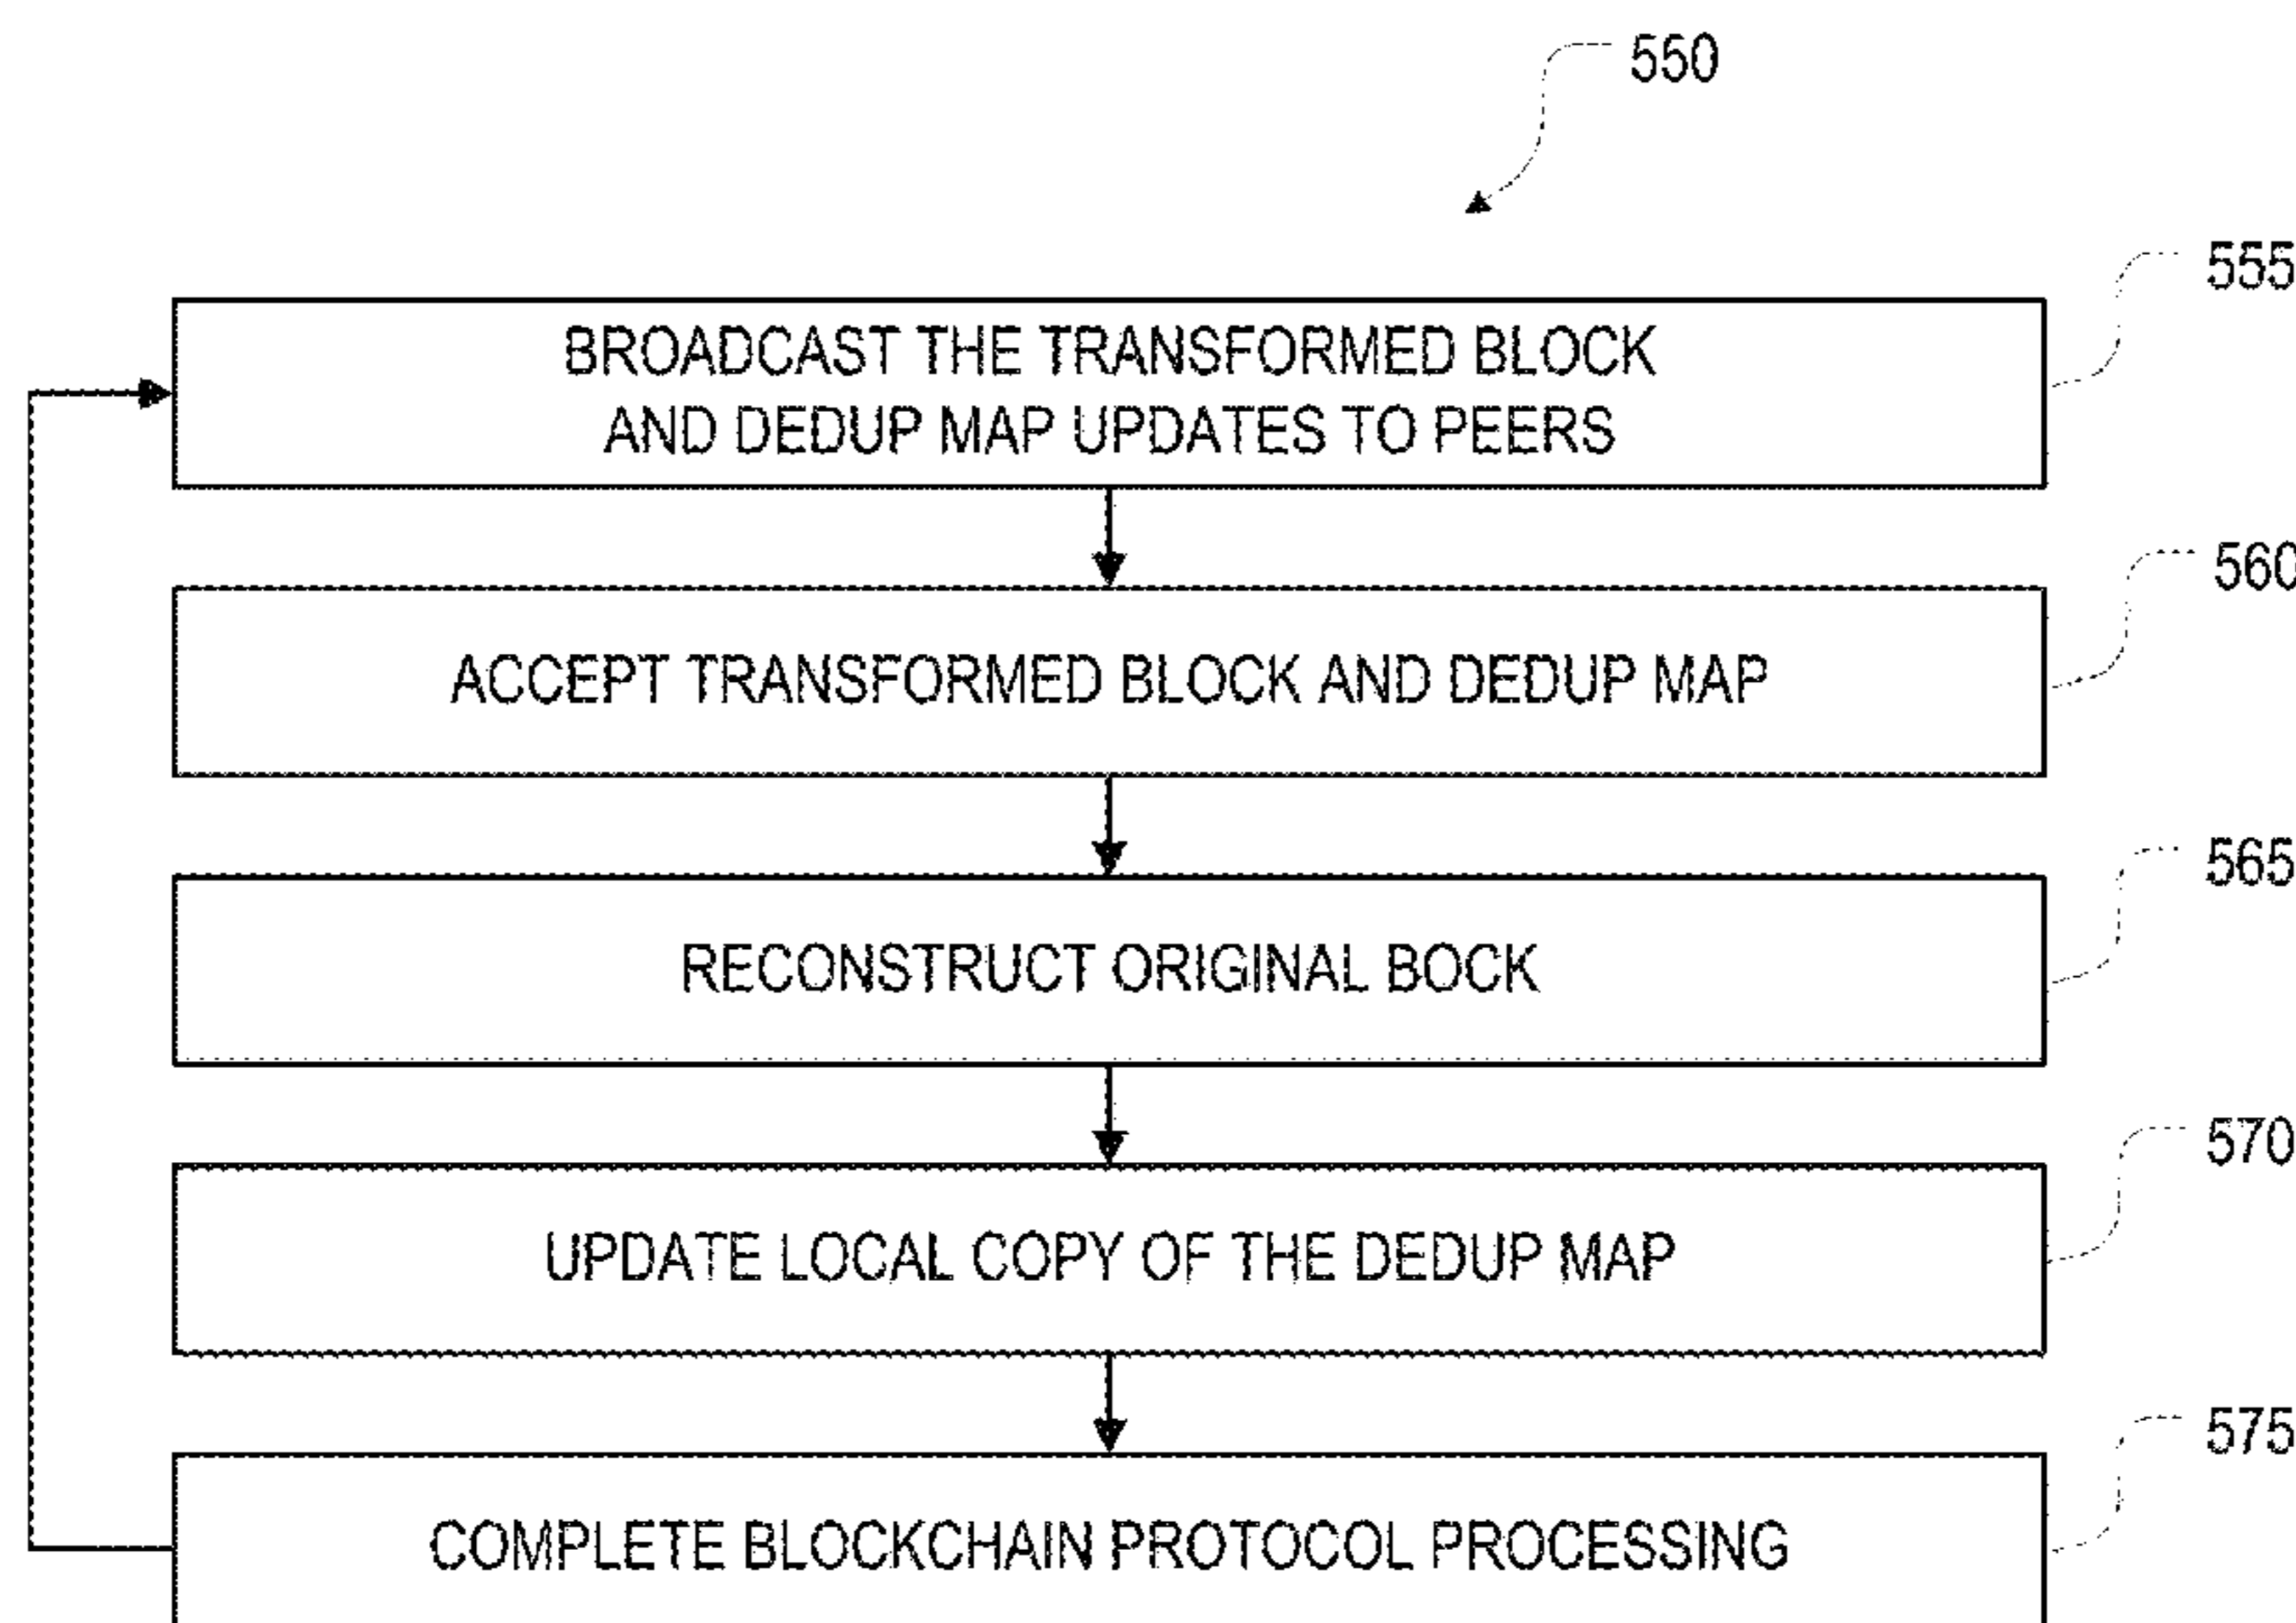 550
555
BROADCAST THE TRANSFORMED BLOCK
AND DEDUP MAP UPDATES TO PEERS
560
ACCEPT TRANSFORMED BLOCK AND DEDUP MAP
565
RECONSTRUCT ORIGINAL BOCK
570
UPDATE LOCAL COPY OF THE DEDUP MAP
575
COMPLETE BLOCKCHAIN PROTOCOL PROCESSING